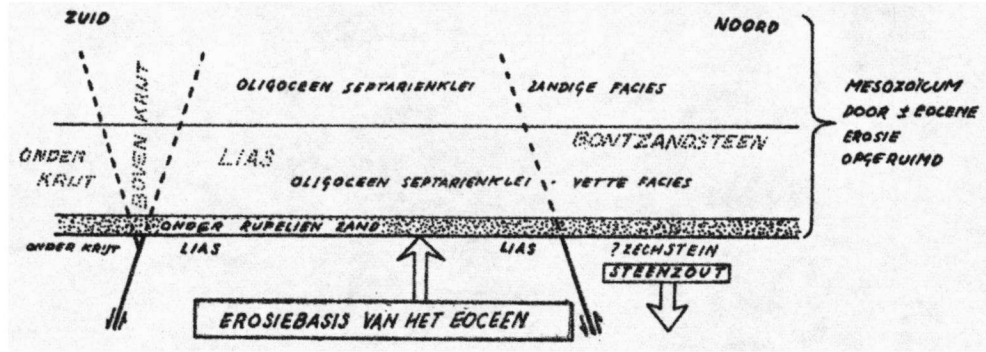 ZUID
NOORD
BOVEN KRIJT
OLIGOCEEN SEPTARIENKLEI
ZANDIGE FACIES
MESOZOÏCUM
DOOR ± EOCENE
EROSIE
OPGERUIMD
ONDER
KRIJT
LIAS
BONTZANDSTEEN
OLIGOCEEN SEPTARIENKLEI - VETTE FACIES
ONDER RUPELIEN ZAND
ONDER KRIJT
LIAS
LIAS
? ZECHSTEIN
STEENZOUT
EROSIEBASIS VAN HET EOCEEN